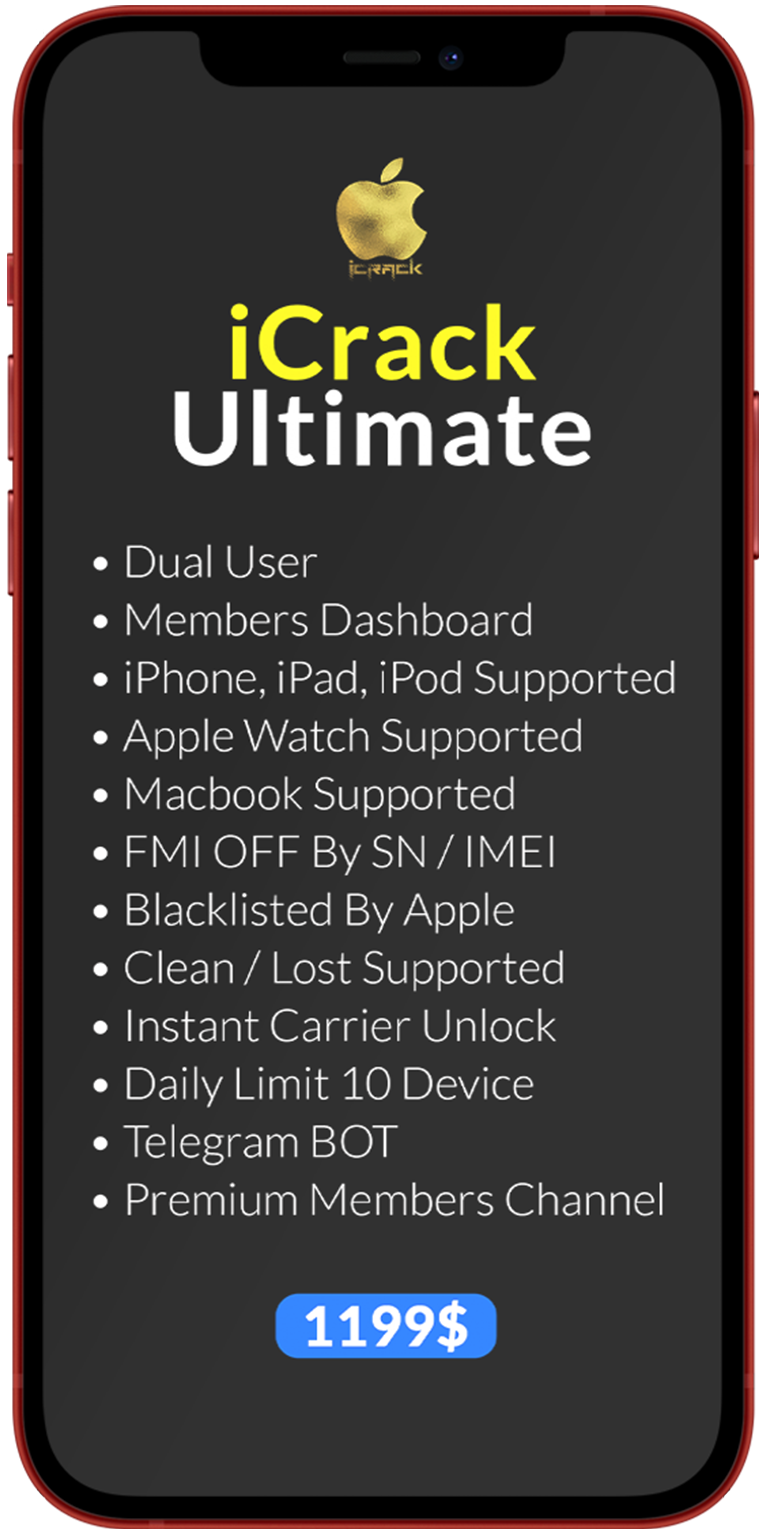 icrack
iCrack
Ultimate
• Dual User
• Members Dashboard
• iPhone, iPad, iPod Supported
• Apple Watch Supported
• Macbook Supported
• FMI OFF By SN / IMEI
• Blacklisted By Apple
• Clean / Lost Supported
• Instant Carrier Unlock
• Daily Limit 10 Device
• Telegram BOT
• Premium Members Channel
1199$